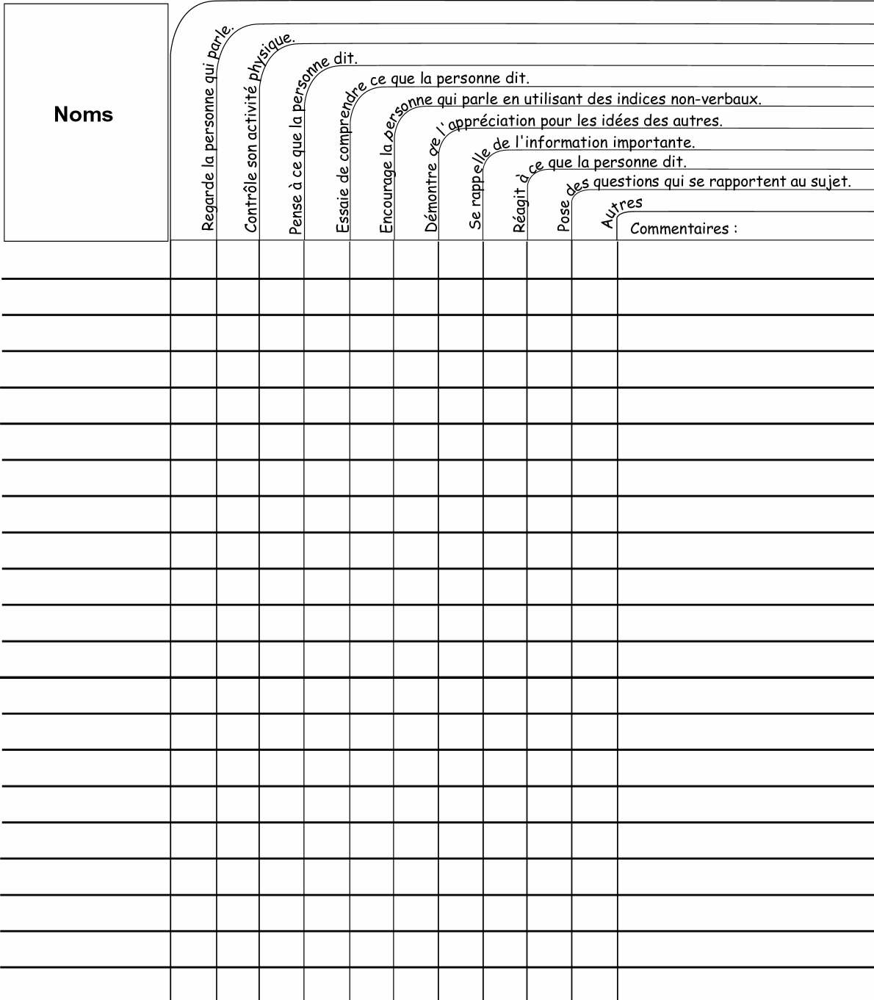 Noms
Regarde la personne qui parle.
Contrôle son activité physique.
Pense à ce que la personne dit.
Essaie de comprendre ce que la personne dit.
Encourage la personne qui parle en utilisant des indices non-verbaux.
Démontre de l'appréciation pour les idées des autres.
Se rappelle de l'information importante.
Réagit à ce que la personne dit.
Pose des questions qui se rapportent au sujet.
Autres
Commentaires :